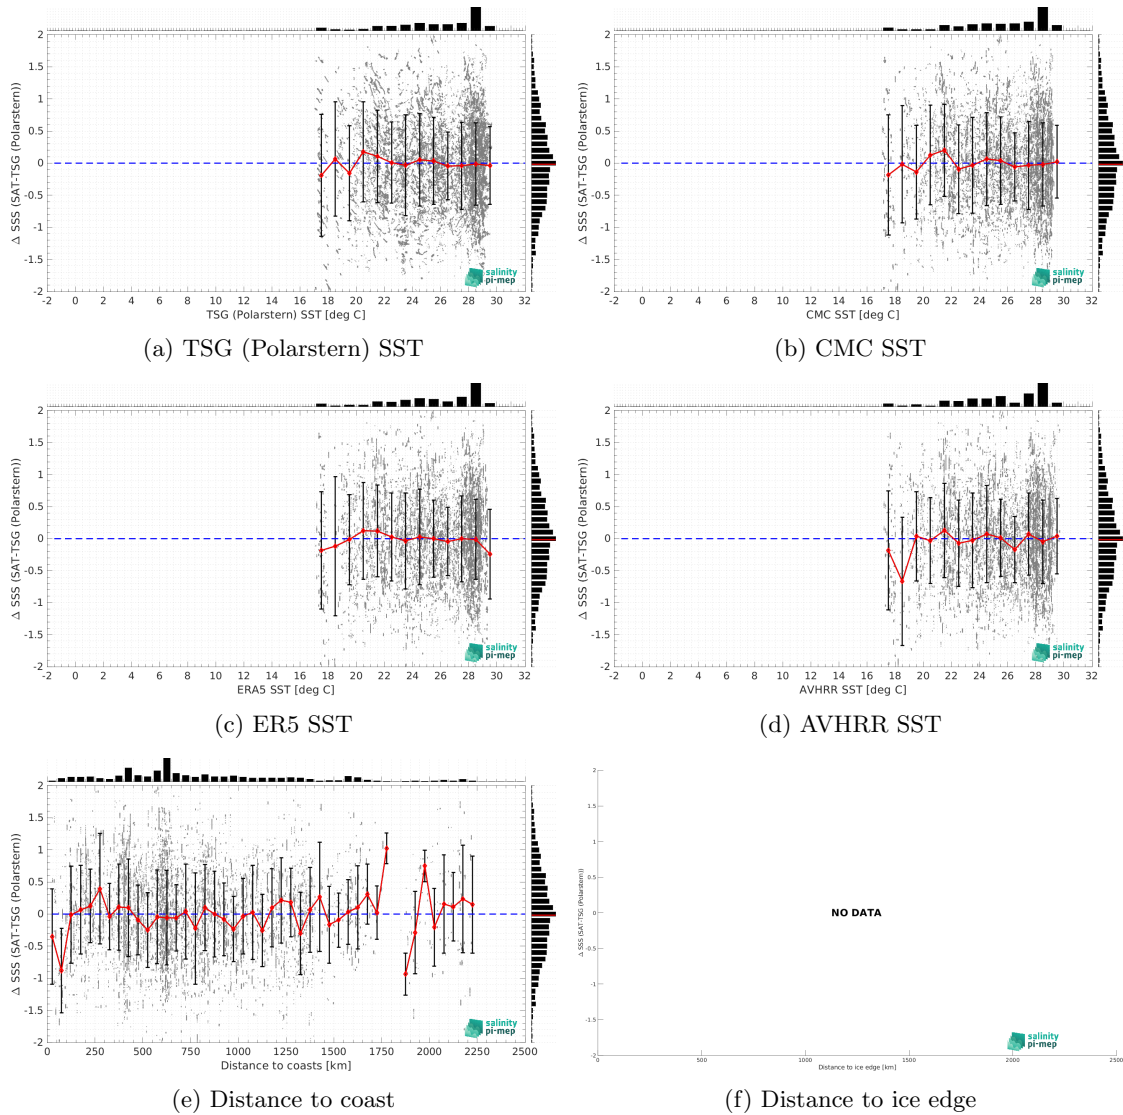 2
1.5
1
0.5
0
-0.5
-1
-1.5
-2
Δ SSS (SAT-TSG (Polarstern))
-2 0 2 4 6 8 10 12 14 16 18 20 22 24 26 28 30 32
TSG (Polarstern) SST [deg C]
salinity
pi-mep
(a) TSG (Polarstern) SST
2
1.5
1
0.5
0
-0.5
-1
-1.5
-2
Δ SSS (SAT-TSG (Polarstern))
-2 0 2 4 6 8 10 12 14 16 18 20 22 24 26 28 30 32
CMC SST [deg C]
salinity
pi-mep
(b) CMC SST
2
1.5
1
0.5
0
-0.5
-1
-1.5
-2
Δ SSS (SAT-TSG (Polarstern))
-2 0 2 4 6 8 10 12 14 16 18 20 22 24 26 28 30 32
ERA5 SST [deg C]
salinity
pi-mep
(c) ER5 SST
2
1.5
1
0.5
0
-0.5
-1
-1.5
-2
Δ SSS (SAT-TSG (Polarstern))
-2 0 2 4 6 8 10 12 14 16 18 20 22 24 26 28 30 32
AVHRR SST [deg C]
salinity
pi-mep
(d) AVHRR SST
2
1.5
1
0.5
0
-0.5
-1
-1.5
-2
Δ SSS (SAT-TSG (Polarstern))
0 250 500 750 1000 1250 1500 1750 2000 2250 2500
Distance to coasts [km]
salinity
pi-mep
(e) Distance to coast
2
1.5
1
0.5
0
-0.5
-1
-1.5
-2
Δ SSS (SAT-TSG (Polarstern))
NO DATA
0 500 1000 1500 2000 2500
Distance to ice edge [km]
salinity
pi-mep
(f) Distance to ice edge